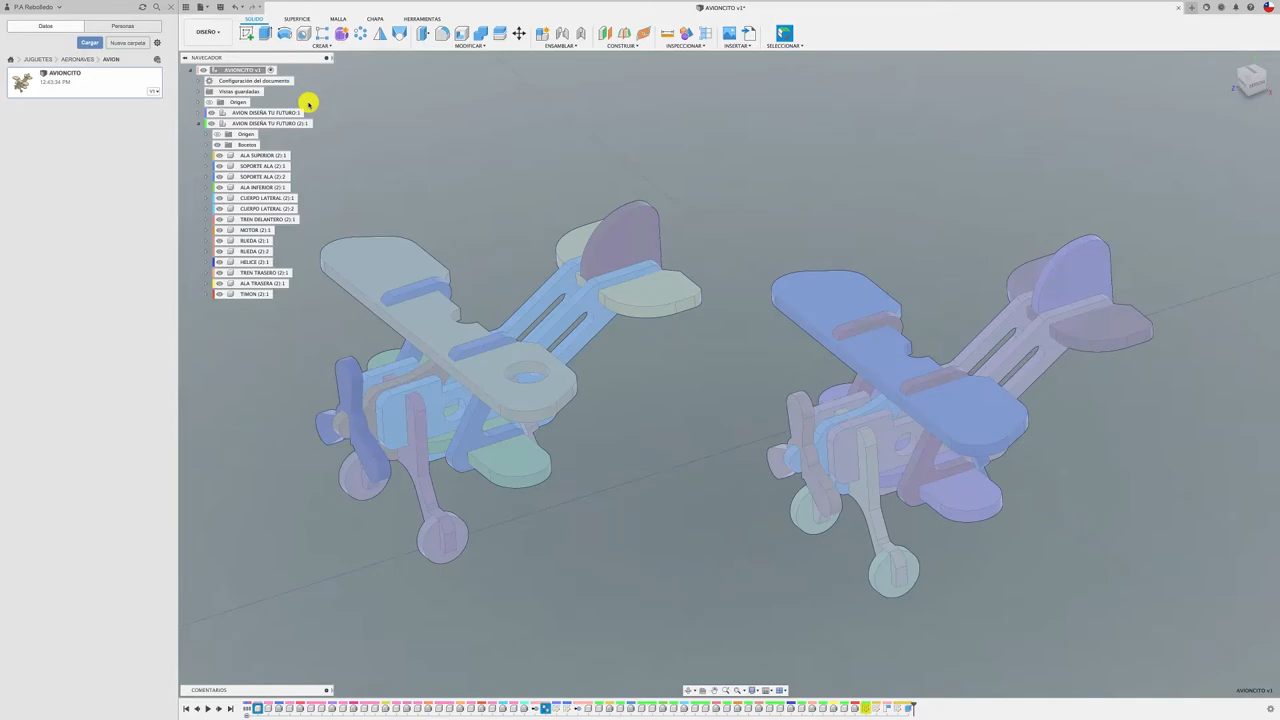 P.A Rebolledo
AVIONCITO v1*
Datos
Personas
Cargar
Nueva carpeta
JUGUETES > AERONAVES > AVION
AVIONCITO
12:43:34 PM
V1
DISEÑO
SÓLIDO
SUPERFICIE
MALLA
CHAPA
HERRAMIENTAS
CREAR
MODIFICAR
ENSAMBLAR
CONSTRUIR
INSPECCIONAR
INSERTAR
SELECCIONAR
NAVEGADOR
AVIONCITO v1
Configuración del documento
Vistas guardadas
Origen
AVION DISEÑA TU FUTURO:1
AVION DISEÑA TU FUTURO (2):1
Origen
Bocetos
ALA SUPERIOR (2):1
SOPORTE ALA (2):1
SOPORTE ALA (2):2
ALA INFERIOR (2):1
CUERPO LATERAL (2):1
CUERPO LATERAL (2):2
TREN DELANTERO (2):1
MOTOR (2):1
RUEDA (2):1
RUEDA (2):2
HELICE (2):1
TREN TRASERO (2):1
ALA TRASERA (2):1
TIMON (2):1
Z
X
COMENTARIOS
AVIONCITO v1